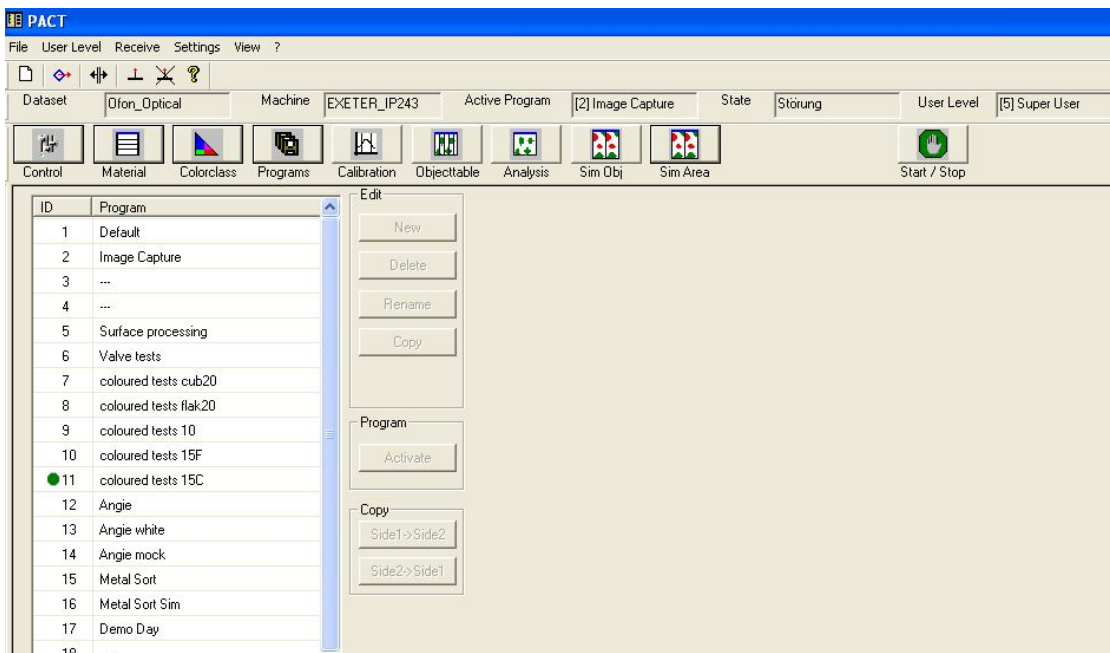 PACT
File User Level Receive Settings View ?
Dataset Ofon_Optical Machine EXETER_IP243 Active Program [2] Image Capture State Störung User Level [5] Super User
Control Material Colorclass Programs Calibration Objecttable Analysis Sim Obj Sim Area Start / Stop
ID Program
1 Default
2 Image Capture
3 ---
4 ---
5 Surface processing
6 Valve tests
7 coloured tests cub20
8 coloured tests flak20
9 coloured tests 10
10 coloured tests 15F
11 coloured tests 15C
12 Angie
13 Angie white
14 Angie mock
15 Metal Sort
16 Metal Sort Sim
17 Demo Day
Edit
New
Delete
Rename
Copy
Program
Activate
Copy
Side1->Side2
Side2->Side1